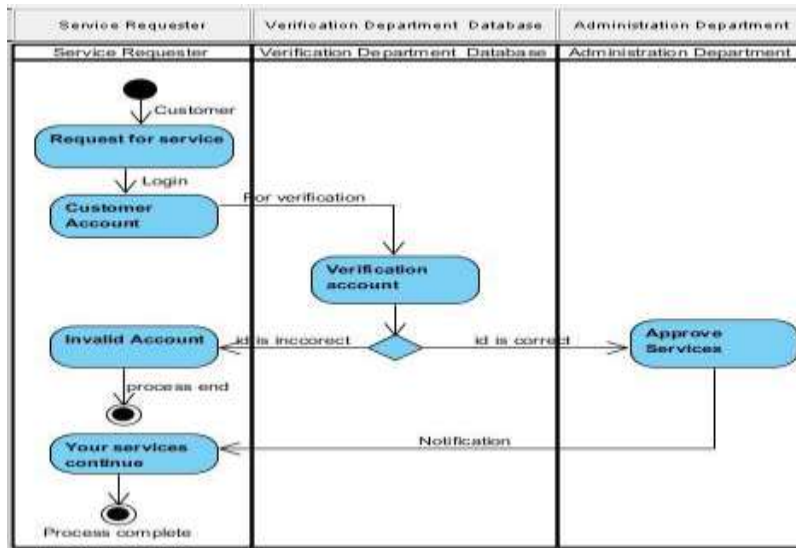 Service Requester
Verification Department Database
Administration Department
Service Requester
Verification Department Database
Administration Department
Customer
Request for service
Login
Customer
Account
For verification
Verification
account
Invalid Account
id is inccorect
id is correct
Approve
Services
process end
Your services
continue
Notification
Process complete